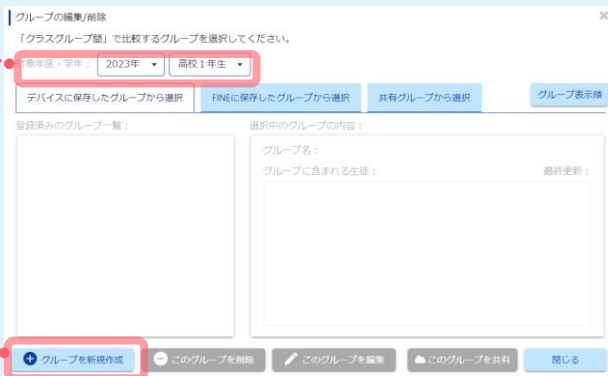 グループの編集/削除
「クラスグループ間」で比較するグループを選択してください。
対象年度・学年： 2023年 高校１年生
デバイスに保存したグループから選択 FINEに保存したグループから選択 共有グループから選択 グループ表示順
登録済みのグループ一覧： 選択中のグループの内容：
グループ名：
グループに含まれる生徒： 最終更新：
グループを新規作成 このグループを削除 このグループを編集 このグループを共有 閉じる